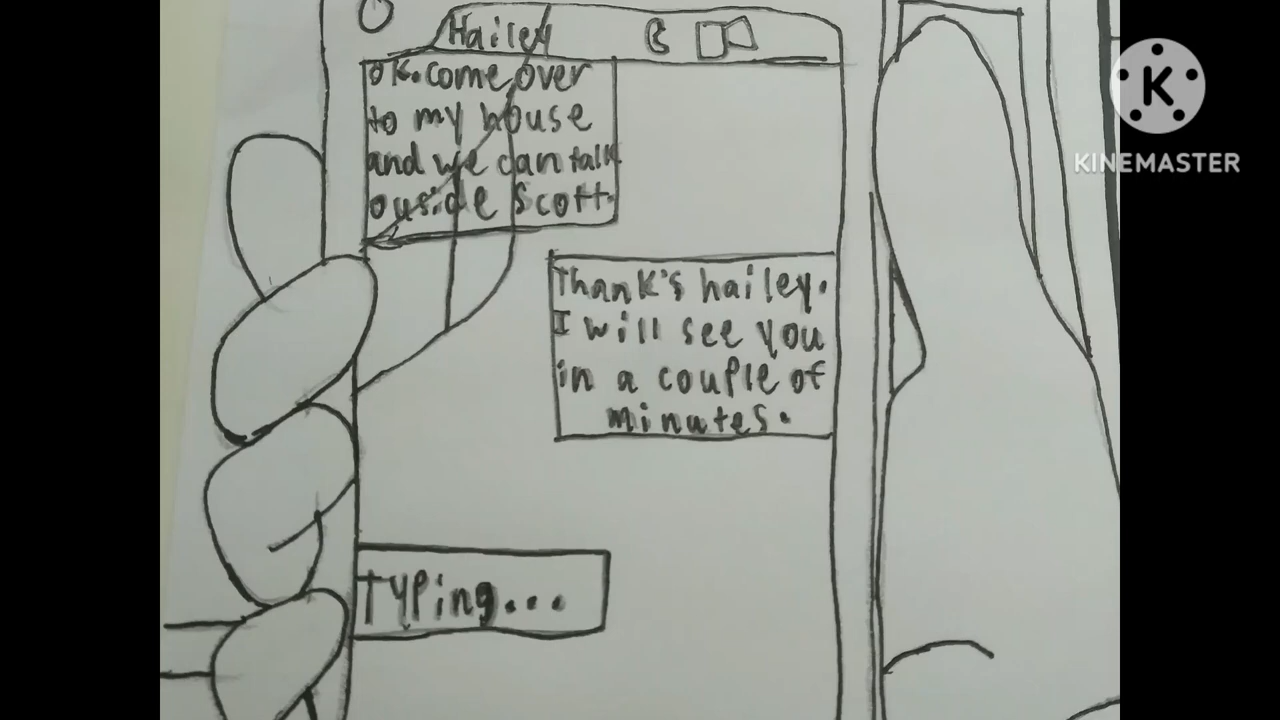 Hailey
OK. come over
to my house
and we can talk
ouside Scott.
Thank's hailey.
I will see you
in a couple of
minutes.
Typing...
K
KINEMASTER